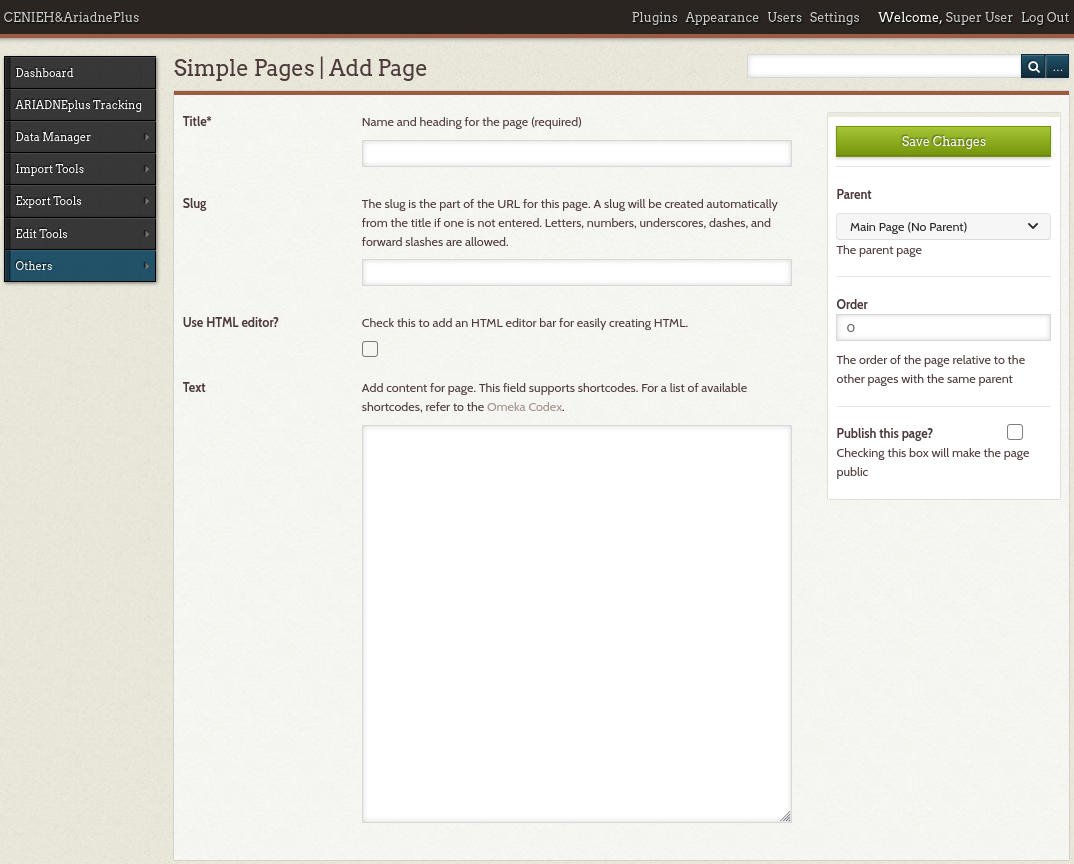 CENIEH&AriadnePlus
Plugins Appearance Users Settings Welcome, Super User Log Out
Dashboard
ARIADNEplus Tracking
Data Manager
Import Tools
Export Tools
Edit Tools
Others
Simple Pages | Add Page
...
Title*
Name and heading for the page (required)
Slug
The slug is the part of the URL for this page. A slug will be created automatically
from the title if one is not entered. Letters, numbers, underscores, dashes, and
forward slashes are allowed.
Use HTML editor?
Check this to add an HTML editor bar for easily creating HTML.
Text
Add content for page. This field supports shortcodes. For a list of available
shortcodes, refer to the Omeka Codex.
Save Changes
Parent
Main Page (No Parent)
The parent page
Order
0
The order of the page relative to the
other pages with the same parent
Publish this page?
Checking this box will make the page
public